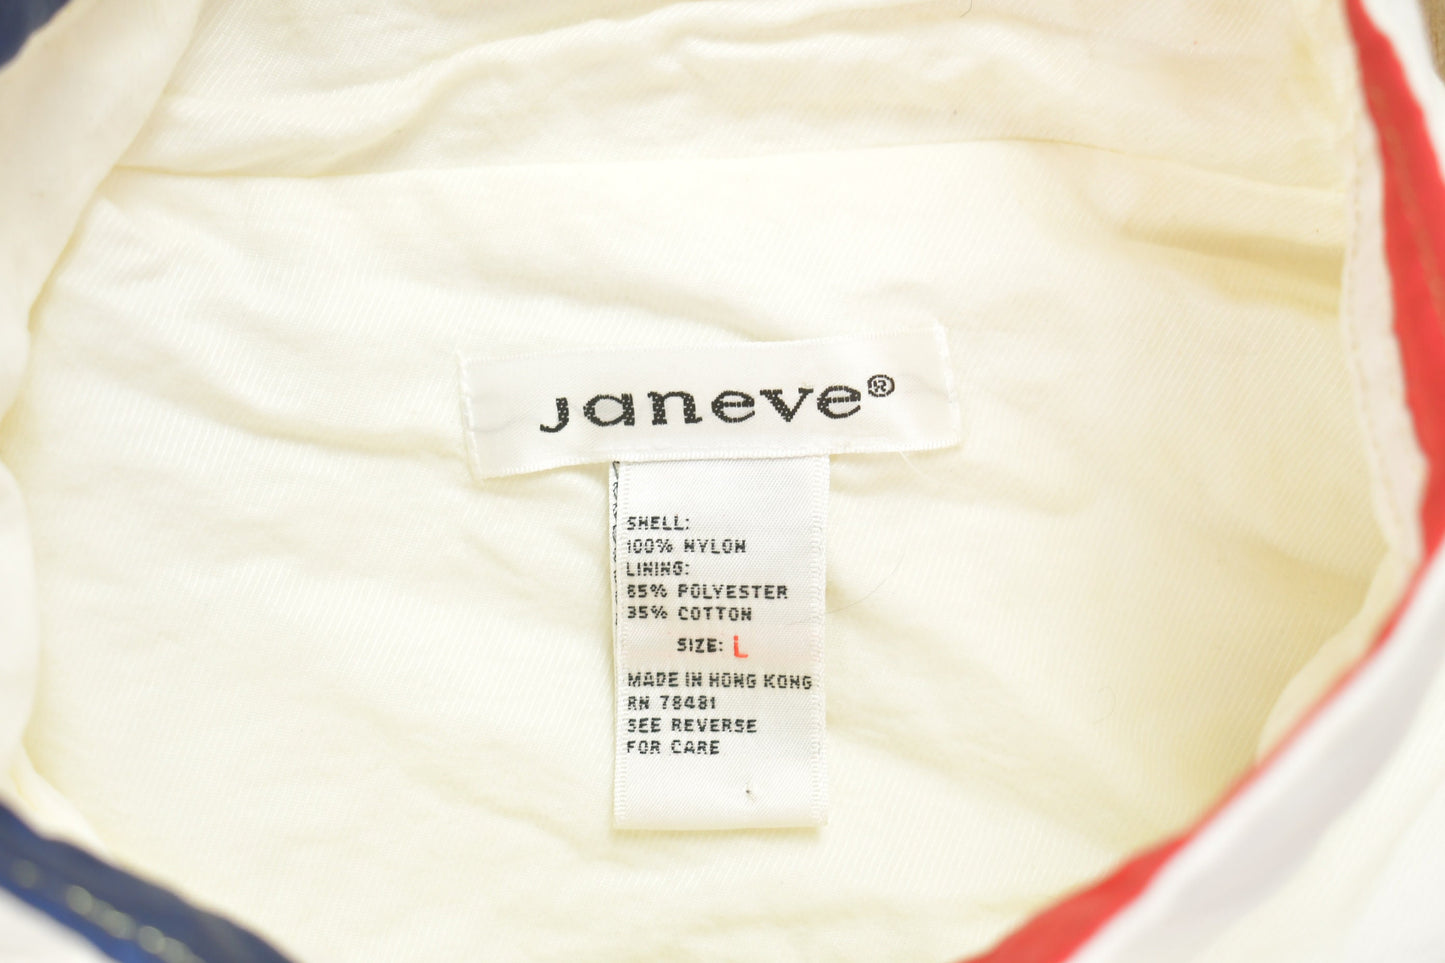 janeve®
SHELL:
100% NYLON
LINING:
65% POLYESTER
35% COTTON
SIZE: L
MADE IN HONG KONG
RN 78481
SEE REVERSE
FOR CARE